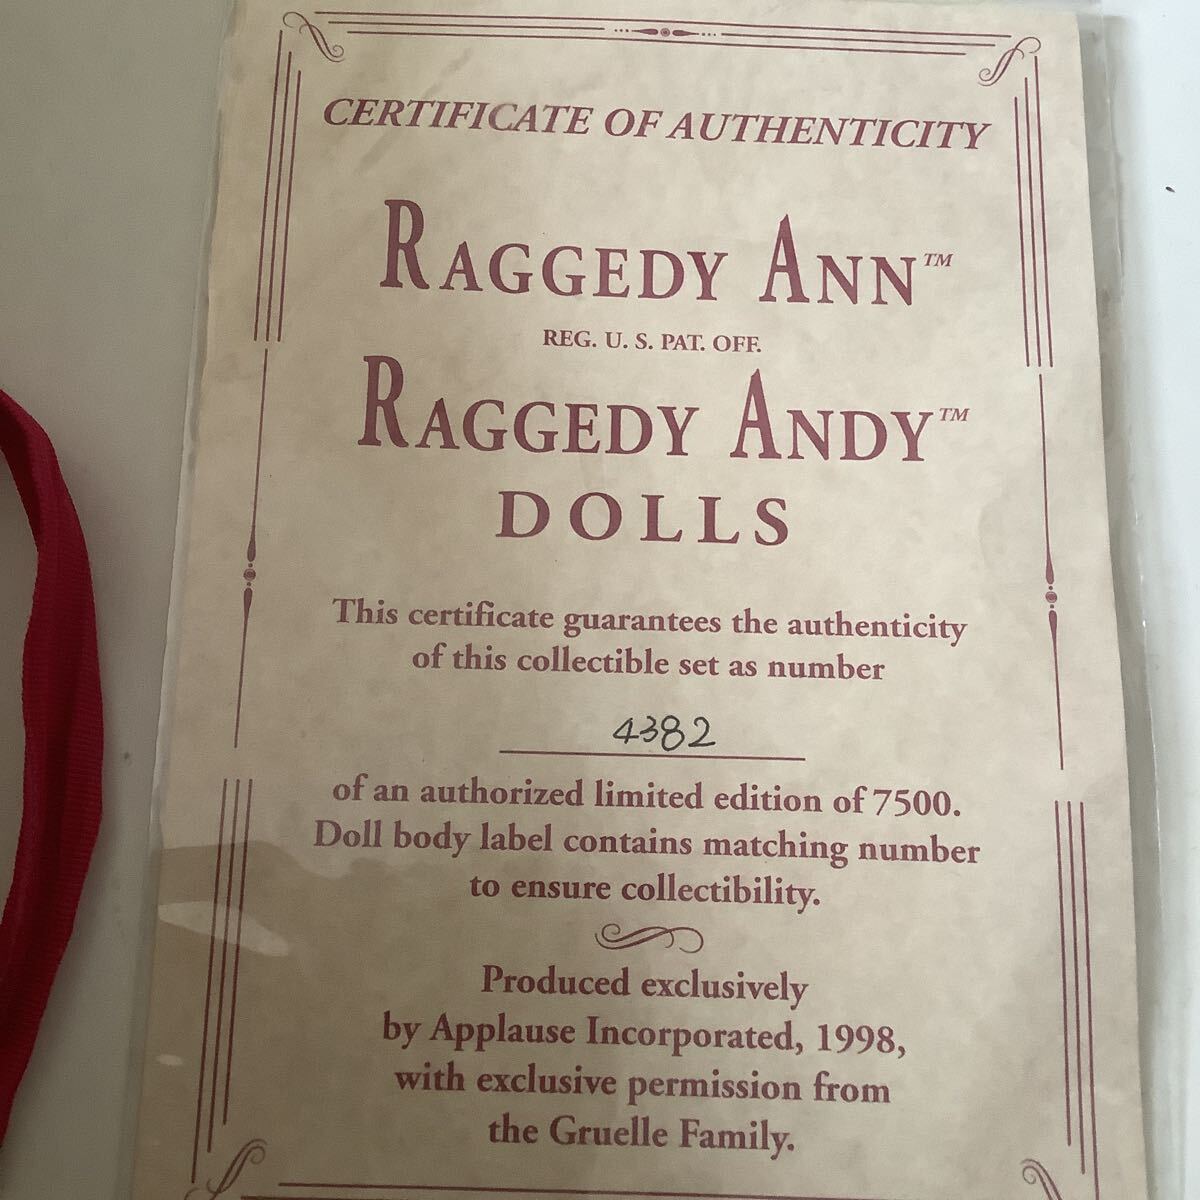 CERTIFICATE OF AUTHENTICITY
RAGGEDY ANN™
REG. U. S. PAT. OFF.
RAGGEDY ANDY™
DOLLS
This certificate guarantees the authenticity
of this collectible set as number
4382
of an authorized limited edition of 7500.
Doll body label contains matching number
to ensure collectibility.
Produced exclusively
by Applause Incorporated, 1998,
with exclusive permission from
the Gruelle Family.